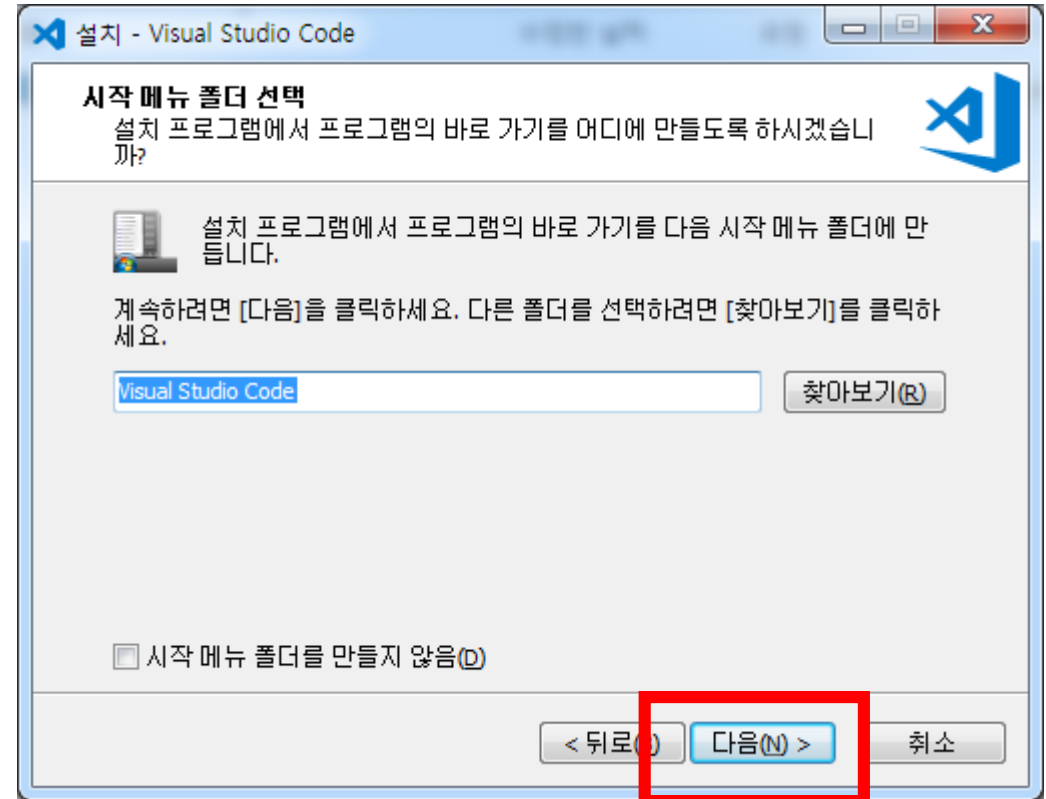 설치 - Visual Studio Code
시작 메뉴 폴더 선택
설치 프로그램에서 프로그램의 바로 가기를 어디에 만들도록 하시겠습니
까?
설치 프로그램에서 프로그램의 바로 가기를 다음 시작 메뉴 폴더에 만
듭니다.
계속하려면 [다음]을 클릭하세요. 다른 폴더를 선택하려면 [찾아보기]를 클릭하
세요.
Visual Studio Code
찾아보기(R)
시작 메뉴 폴더를 만들지 않음(D)
< 뒤로
다음(N) >
취소